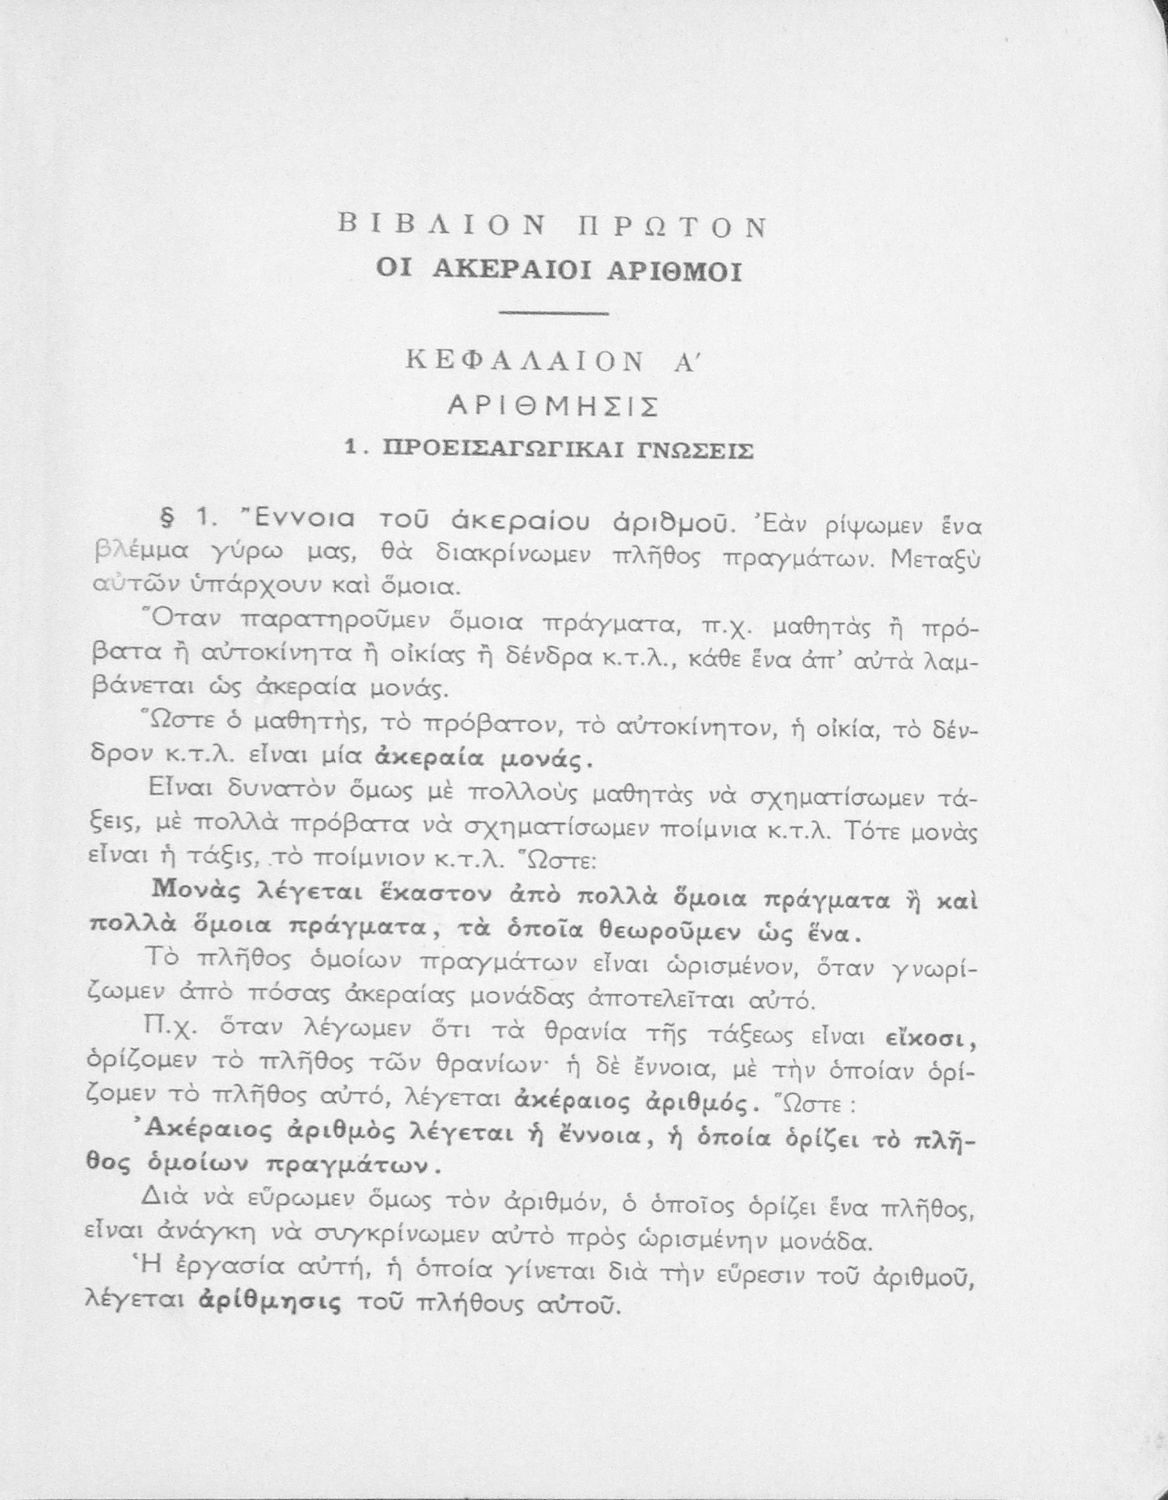 ΒΙΒΛΙΟΝ ΠΡΩΤΟΝ
ΟΙ ΑΚΕΡΑΙΟΙ ΑΡΙΘΜΟΙ
ΚΕΦΑΛΑΙΟΝ Α′
ΑΡΙΘΜΗΣΙΣ
1. ΠΡΟΕΙΣΑΓΩΓΙΚΑΙ ΓΝΩΣΕΙΣ
§ 1. Ἔννοια τοῦ ἀκεραίου ἀριθμοῦ. Ἐὰν ρίψωμεν ἕνα
βλέμμα γύρω μας, θὰ διακρίνωμεν πλῆθος πραγμάτων. Μεταξὺ
αὐτῶν ὑπάρχουν καὶ ὅμοια.
Ὅταν παρατηροῦμεν ὅμοια πράγματα, π.χ. μαθητὰς ἢ πρό-
βατα ἢ αὐτοκίνητα ἢ οἰκίας ἢ δένδρα κ.τ.λ., κάθε ἕνα ἀπ’ αὐτὰ λαμ-
βάνεται ὡς ἀκεραία μονάς.
Ὥστε ὁ μαθητὴς, τὸ πρόβατον, τὸ αὐτοκίνητον, ἡ οἰκία, τὸ δέν-
δρον κ.τ.λ. εἶναι μία ἀκεραία μονάς.
Εἶναι δυνατὸν ὅμως μὲ πολλοὺς μαθητὰς νὰ σχηματίσωμεν τά-
ξεις, μὲ πολλὰ πρόβατα νὰ σχηματίσωμεν ποίμνια κ.τ.λ. Τότε μονὰς
εἶναι ἡ τάξις, τὸ ποίμνιον κ.τ.λ. Ὥστε:
Μονὰς λέγεται ἕκαστον ἀπὸ πολλὰ ὅμοια πράγματα ἢ καὶ
πολλὰ ὅμοια πράγματα, τὰ ὁποῖα θεωροῦμεν ὡς ἕνα.
Τὸ πλῆθος ὁμοίων πραγμάτων εἶναι ὡρισμένον, ὅταν γνωρί-
ζωμεν ἀπὸ πόσας ἀκεραίας μονάδας ἀποτελεῖται αὐτό.
Π.χ. ὅταν λέγωμεν ὅτι τὰ θρανία τῆς τάξεως εἶναι εἴκοσι,
ὁρίζομεν τὸ πλῆθος τῶν θρανίων· ἡ δὲ ἔννοια, μὲ τὴν ὁποίαν ὁρί-
ζομεν τὸ πλῆθος αὐτό, λέγεται ἀκέραιος ἀριθμός. Ὥστε :
Ἀκέραιος ἀριθμὸς λέγεται ἡ ἔννοια, ἡ ὁποία ὁρίζει τὸ πλῆ-
θος ὁμοίων πραγμάτων.
Διὰ νὰ εὕρωμεν ὅμως τὸν ἀριθμόν, ὁ ὁποῖος ὁρίζει ἕνα πλῆθος,
εἶναι ἀνάγκη νὰ συγκρίνωμεν αὐτὸ πρὸς ὡρισμένην μονάδα.
Ἡ ἐργασία αὐτή, ἡ ὁποία γίνεται διὰ τὴν εὕρεσιν τοῦ ἀριθμοῦ,
λέγεται ἀρίθμησις τοῦ πλήθους αὐτοῦ.